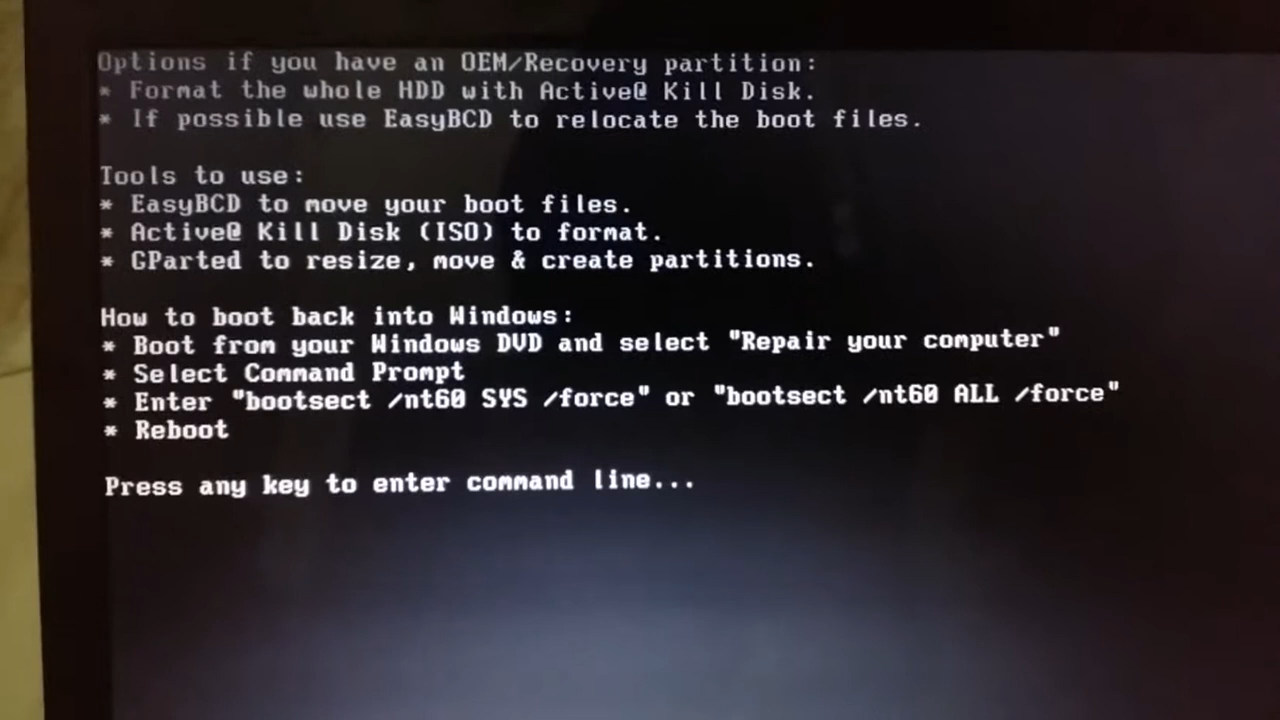 Options if you have an OEM/Recovery partition:
* Format the whole HDD with Active@ Kill Disk.
* If possible use EasyBCD to relocate the boot files.
Tools to use:
* EasyBCD to move your boot files.
* Active@ Kill Disk (ISO) to format.
* GParted to resize, move & create partitions.
How to boot back into Windows:
* Boot from your Windows DVD and select "Repair your computer"
* Select Command Prompt
* Enter "bootsect /nt60 SYS /force" or "bootsect /nt60 ALL /force"
* Reboot
Press any key to enter command line...